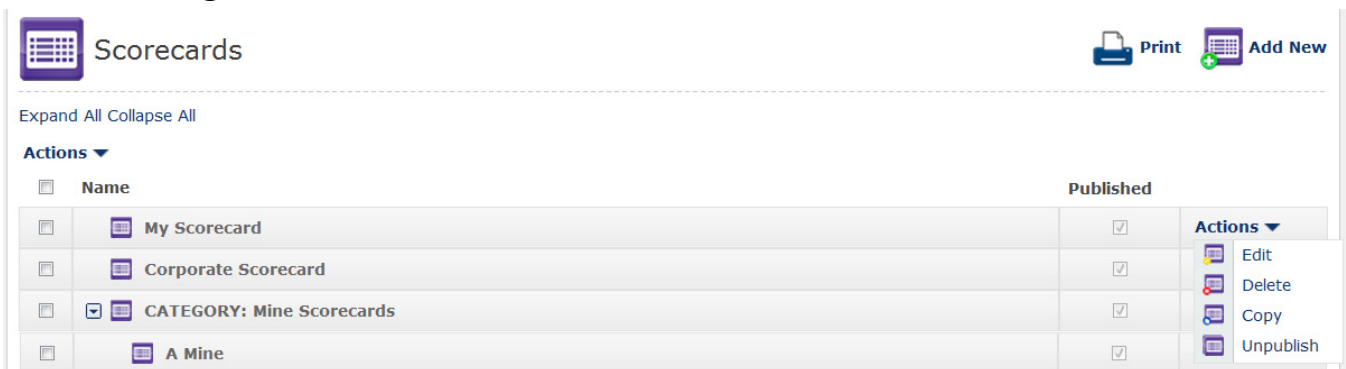 Scorecards
Print
Add New
Expand All Collapse All
Actions
Name
Published
My Scorecard
Actions
Edit
Corporate Scorecard
Delete
CATEGORY: Mine Scorecards
Copy
Unpublish
A Mine